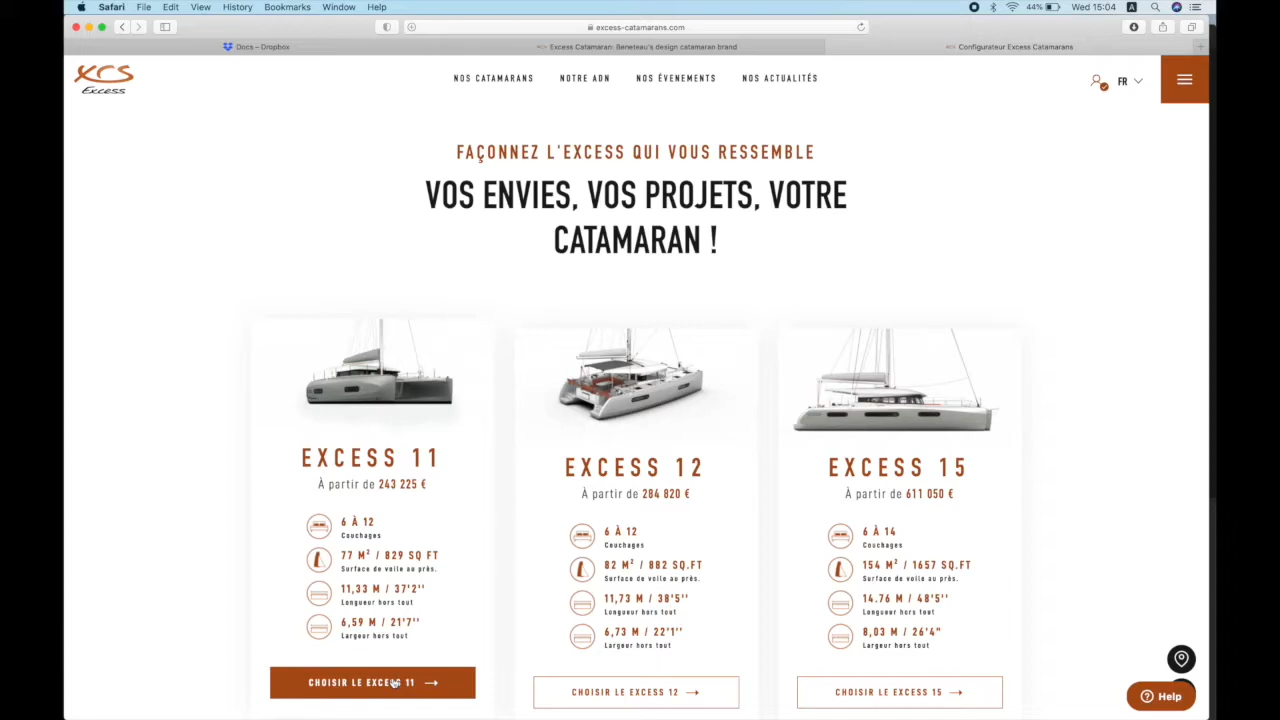 Safari File Edit View History Bookmarks Window Help 44% Wed 15:04 A
excess-catamarans.com
Docs – Dropbox
Excess Catamaran: Beneteau's design catamaran brand
Configurateur Excess Catamarans
XCS
Excess
NOS CATAMARANS NOTRE ADN NOS ÉVENEMENTS NOS ACTUALITÉS
FR
FAÇONNEZ L'EXCESS QUI VOUS RESSEMBLE
VOS ENVIES, VOS PROJETS, VOTRE
CATAMARAN !
EXCESS 11
À partir de 243 225 €
6 À 12
Couchages
77 M² / 829 SQ FT
Surface de voile au près.
11,33 M / 37'2''
Longueur hors tout
6,59 M / 21'7''
Largeur hors tout
CHOISIR LE EXCESS 11
EXCESS 12
À partir de 284 820 €
6 À 12
Couchages
82 M² / 882 SQ.FT
Surface de voile au près.
11,73 M / 38'5''
Longueur hors tout
6,73 M / 22'1''
Largeur hors tout
CHOISIR LE EXCESS 12
EXCESS 15
À partir de 611 050 €
6 À 14
Couchages
154 M² / 1657 SQ.FT
Surface de voile au près.
14.76 M / 48'5''
Longueur hors tout
8,03 M / 26'4"
Largeur hors tout
CHOISIR LE EXCESS 15
Help